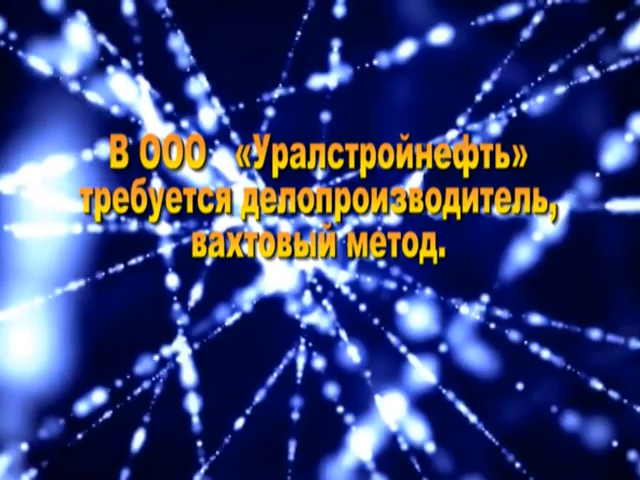 В ООО «Уралстройнефть»
требуется делопроизводитель,
вахтовый метод.